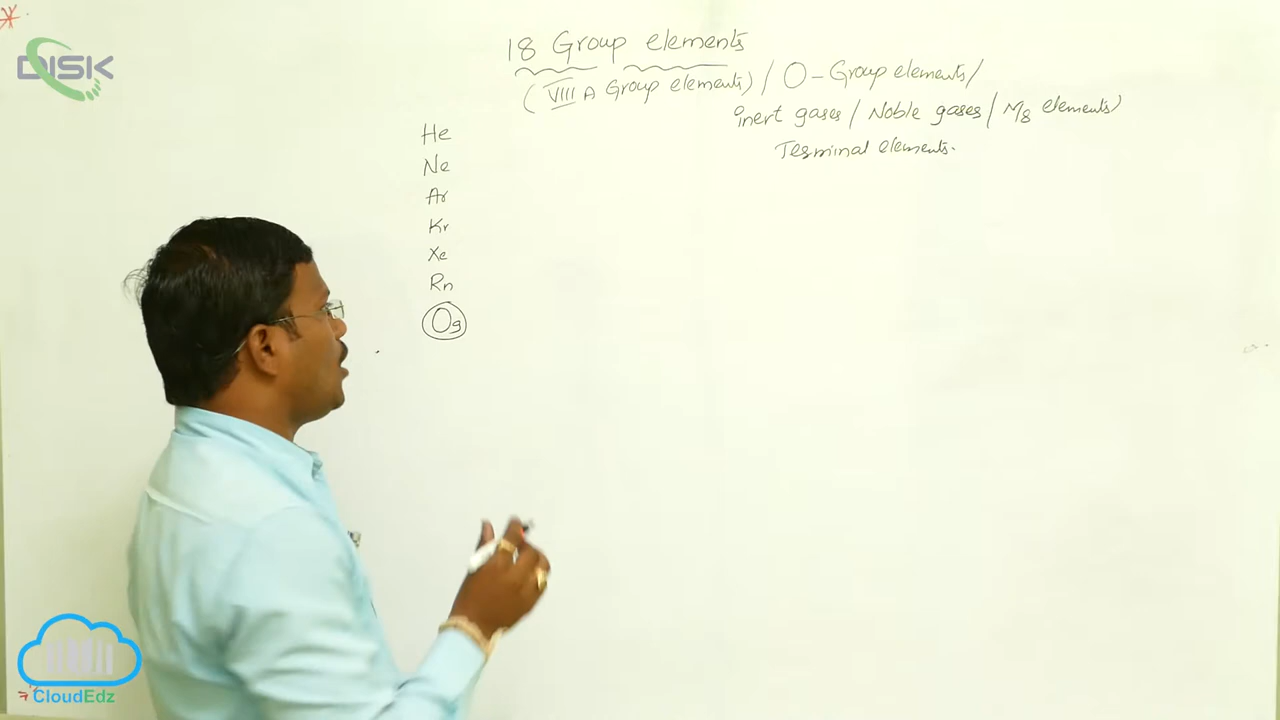 DISK
18 Group elements
(VIII A Group elements) / O - Group elements/
inert gases / Noble gases / M8 elements)
Terminal elements.
He
Ne
Ar
Kr
Xe
Rn
Og
CloudEdz